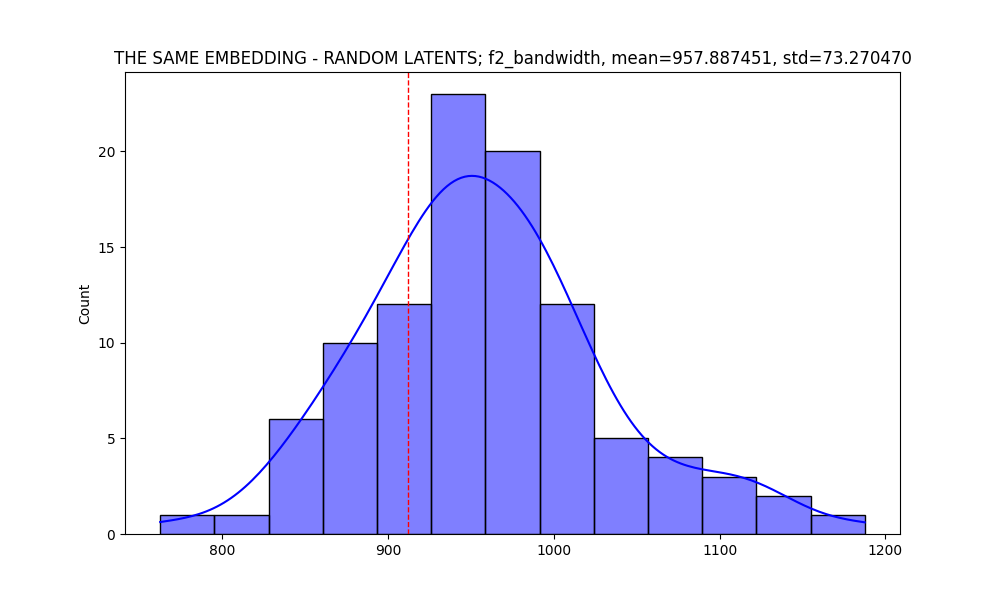 THE SAME EMBEDDING - RANDOM LATENTS; f2_bandwidth, mean=957.887451, std=73.270470
20
15
10
5
0
Count
800 900 1000 1100 1200